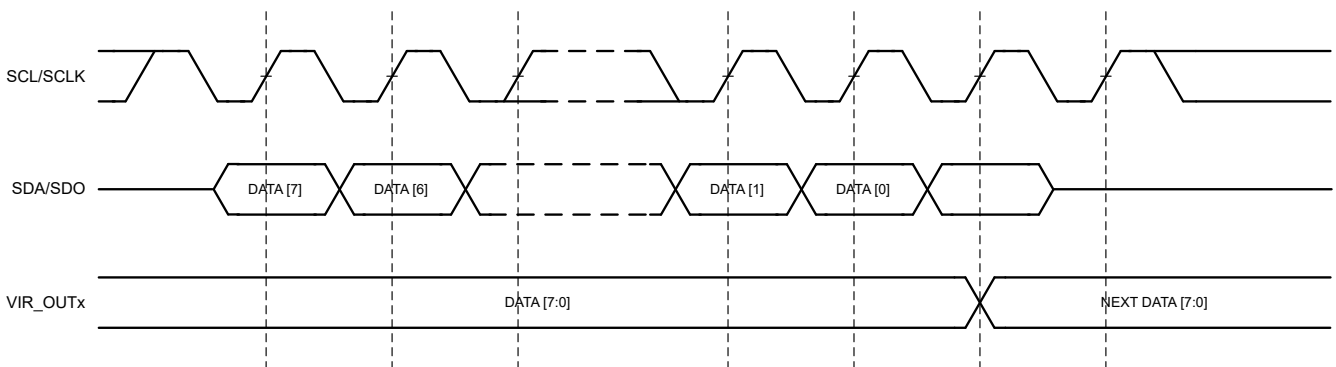 SCL/SCLK
SDA/SDO DATA [7] DATA [6] DATA [1] DATA [0]
VIR_OUTx DATA [7:0] NEXT DATA [7:0]